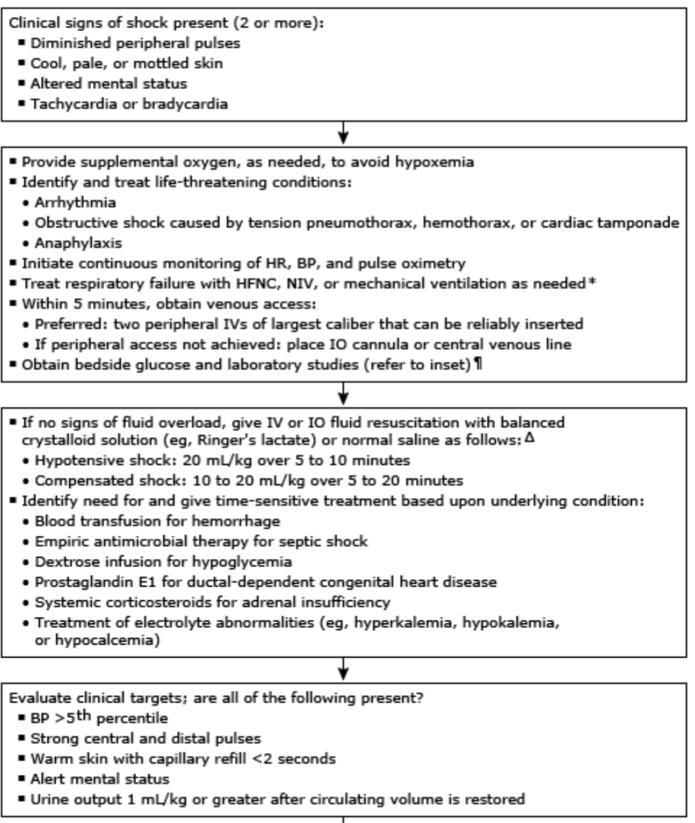 Clinical signs of shock present (2 or more):
▪ Diminished peripheral pulses
▪ Cool, pale, or mottled skin
▪ Altered mental status
▪ Tachycardia or bradycardia
▪ Provide supplemental oxygen, as needed, to avoid hypoxemia
▪ Identify and treat life-threatening conditions:
• Arrhythmia
• Obstructive shock caused by tension pneumothorax, hemothorax, or cardiac tamponade
• Anaphylaxis
▪ Initiate continuous monitoring of HR, BP, and pulse oximetry
▪ Treat respiratory failure with HFNC, NIV, or mechanical ventilation as needed*
▪ Within 5 minutes, obtain venous access:
• Preferred: two peripheral IVs of largest caliber that can be reliably inserted
• If peripheral access not achieved: place IO cannula or central venous line
▪ Obtain bedside glucose and laboratory studies (refer to inset)¶
▪ If no signs of fluid overload, give IV or IO fluid resuscitation with balanced
crystalloid solution (eg, Ringer's lactate) or normal saline as follows:Δ
• Hypotensive shock: 20 mL/kg over 5 to 10 minutes
• Compensated shock: 10 to 20 mL/kg over 5 to 20 minutes
▪ Identify need for and give time-sensitive treatment based upon underlying condition:
• Blood transfusion for hemorrhage
• Empiric antimicrobial therapy for septic shock
• Dextrose infusion for hypoglycemia
• Prostaglandin E1 for ductal-dependent congenital heart disease
• Systemic corticosteroids for adrenal insufficiency
• Treatment of electrolyte abnormalities (eg, hyperkalemia, hypokalemia,
or hypocalcemia)
Evaluate clinical targets; are all of the following present?
▪ BP >5th percentile
▪ Strong central and distal pulses
▪ Warm skin with capillary refill <2 seconds
▪ Alert mental status
▪ Urine output 1 mL/kg or greater after circulating volume is restored